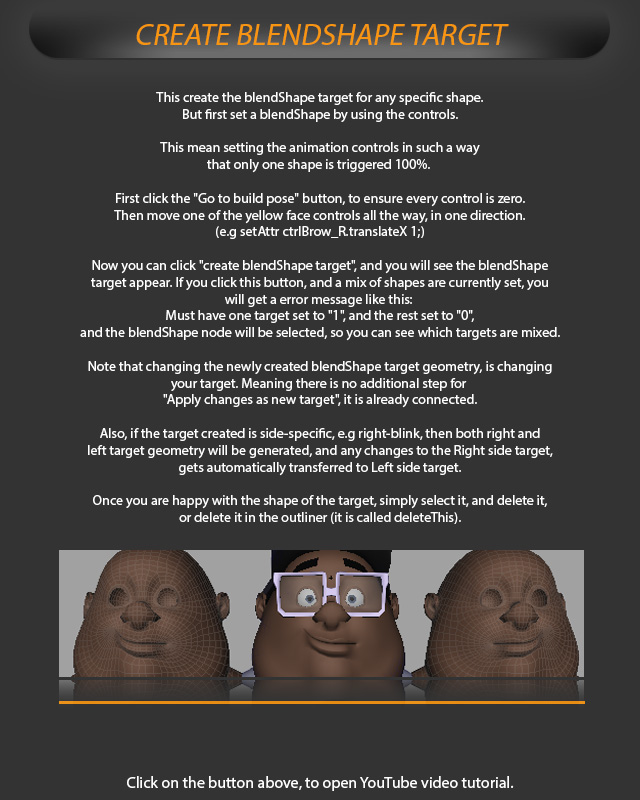 CREATE BLENDSHAPE TARGET
This create the blendShape target for any specific shape.
But first set a blendShape by using the controls.
This mean setting the animation controls in such a way
that only one shape is triggered 100%.
First click the "Go to build pose" button, to ensure every control is zero.
Then move one of the yellow face controls all the way, in one direction.
(e.g setAttr ctrlBrow_R.translateX 1;)
Now you can click "create blendShape target", and you will see the blendShape
target appear. If you click this button, and a mix of shapes are currently set, you
will get a error message like this:
Must have one target set to "1", and the rest set to "0",
and the blendShape node will be selected, so you can see which targets are mixed.
Note that changing the newly created blendShape target geometry, is changing
your target. Meaning there is no additional step for
"Apply changes as new target", it is already connected.
Also, if the target created is side-specific, e.g right-blink, then both right and
left target geometry will be generated, and any changes to the Right side target,
gets automatically transferred to Left side target.
Once you are happy with the shape of the target, simply select it, and delete it,
or delete it in the outliner (it is called deleteThis).
Click on the button above, to open YouTube video tutorial.